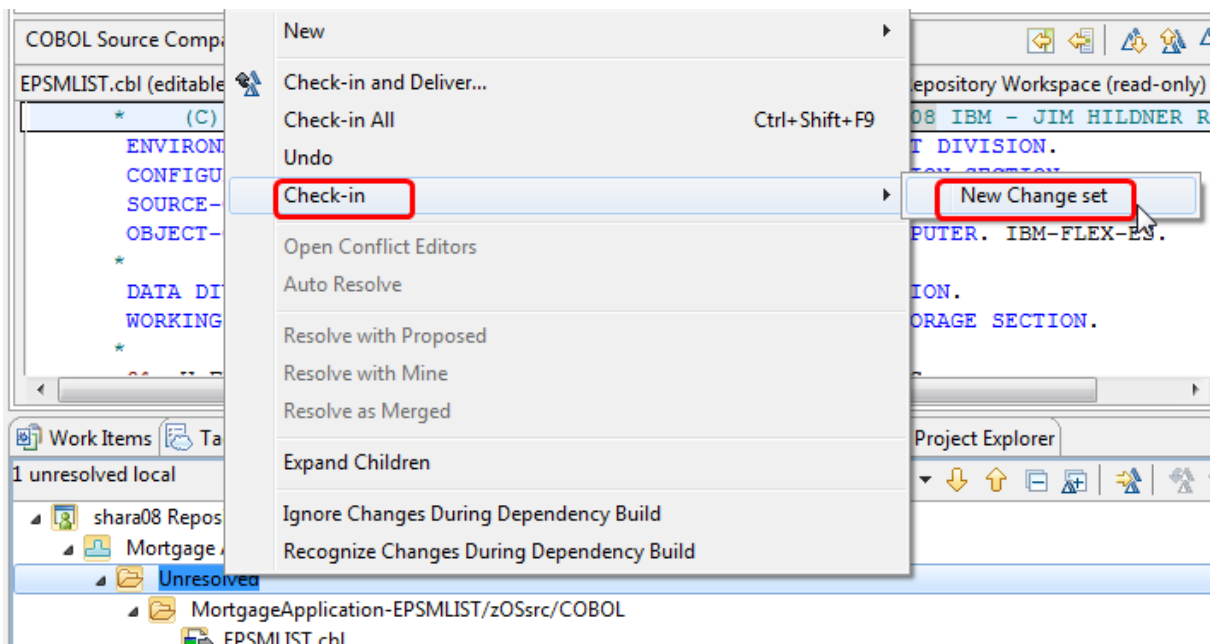 COBOL Source Compa
New
EPSMLIST.cbl (editable
Check-in and Deliver...
epository Workspace (read-only)
* (C)
Check-in All Ctrl+Shift+F9
08 IBM - JIM HILDNER R
ENVIRON
Undo
T DIVISION.
CONFIGU
SOURCE-
Check-in
New Change set
OBJECT-
PUTER. IBM-FLEX-ES.
*
Open Conflict Editors
DATA DI
Auto Resolve
ION.
WORKING
ORAGE SECTION.
*
Resolve with Proposed
Resolve with Mine
Resolve as Merged
Work Items
Ta
Project Explorer
1 unresolved local
Expand Children
shara08 Repos
Ignore Changes During Dependency Build
Mortgage
Recognize Changes During Dependency Build
Unresolved
MortgageApplication-EPSMLIST/zOSsrc/COBOL
EPSMLIST.cbl